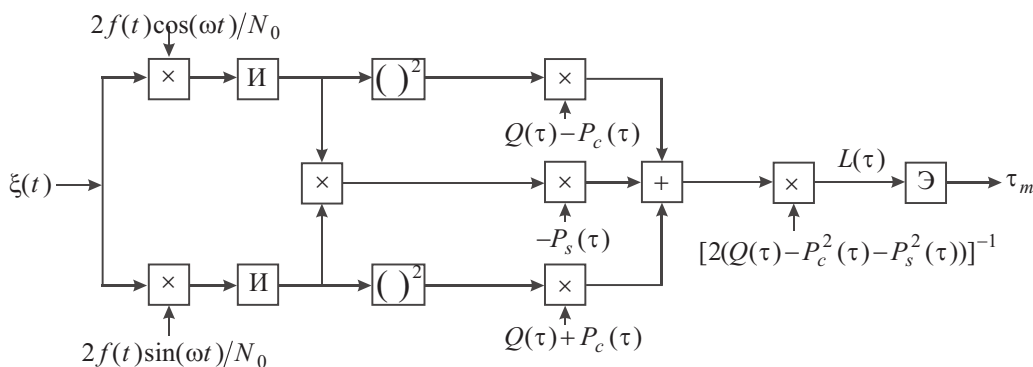 2f(t)cos(ωt)/N₀
× И ( )² ×
Q(τ)−P_c(τ)
ξ(t) × × + × L(τ) Э τ_m
−P_s(τ)
[2(Q(τ)−P_c²(τ)−P_s²(τ))]⁻¹
× И ( )² ×
Q(τ)+P_c(τ)
2f(t)sin(ωt)/N₀